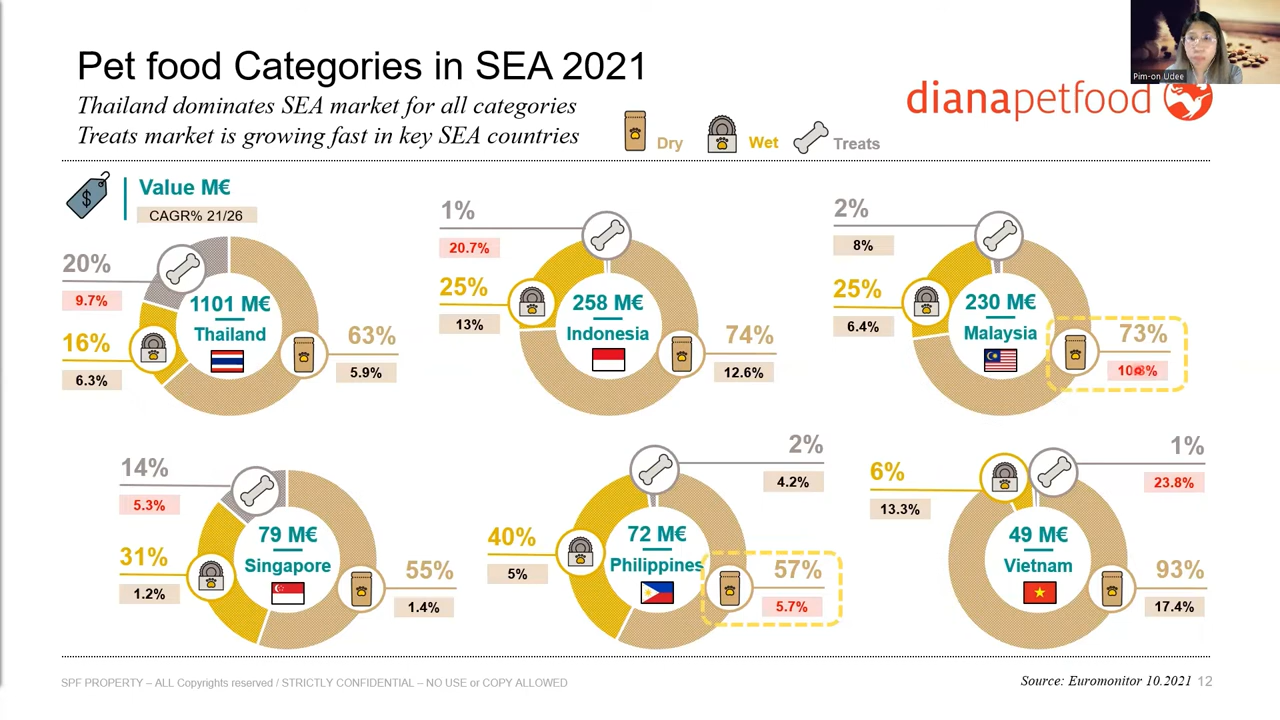 Pet food Categories in SEA 2021
Thailand dominates SEA market for all categories
Treats market is growing fast in key SEA countries
Dry
Wet
Treats
dianapetfood
Pim-on Udee
$
Value M€
CAGR% 21/26
20%
9.7%
16%
6.3%
1101 M€
Thailand
63%
5.9%
1%
20.7%
25%
13%
258 M€
Indonesia
74%
12.6%
2%
8%
25%
6.4%
230 M€
Malaysia
73%
14%
5.3%
31%
1.2%
79 M€
Singapore
55%
1.4%
2%
4.2%
40%
5%
72 M€
Philippines
57%
5.7%
1%
23.8%
6%
13.3%
49 M€
Vietnam
93%
17.4%
SPF PROPERTY – ALL Copyrights reserved / STRICTLY CONFIDENTIAL – NO USE or COPY ALLOWED
Source: Euromonitor 10.2021 12